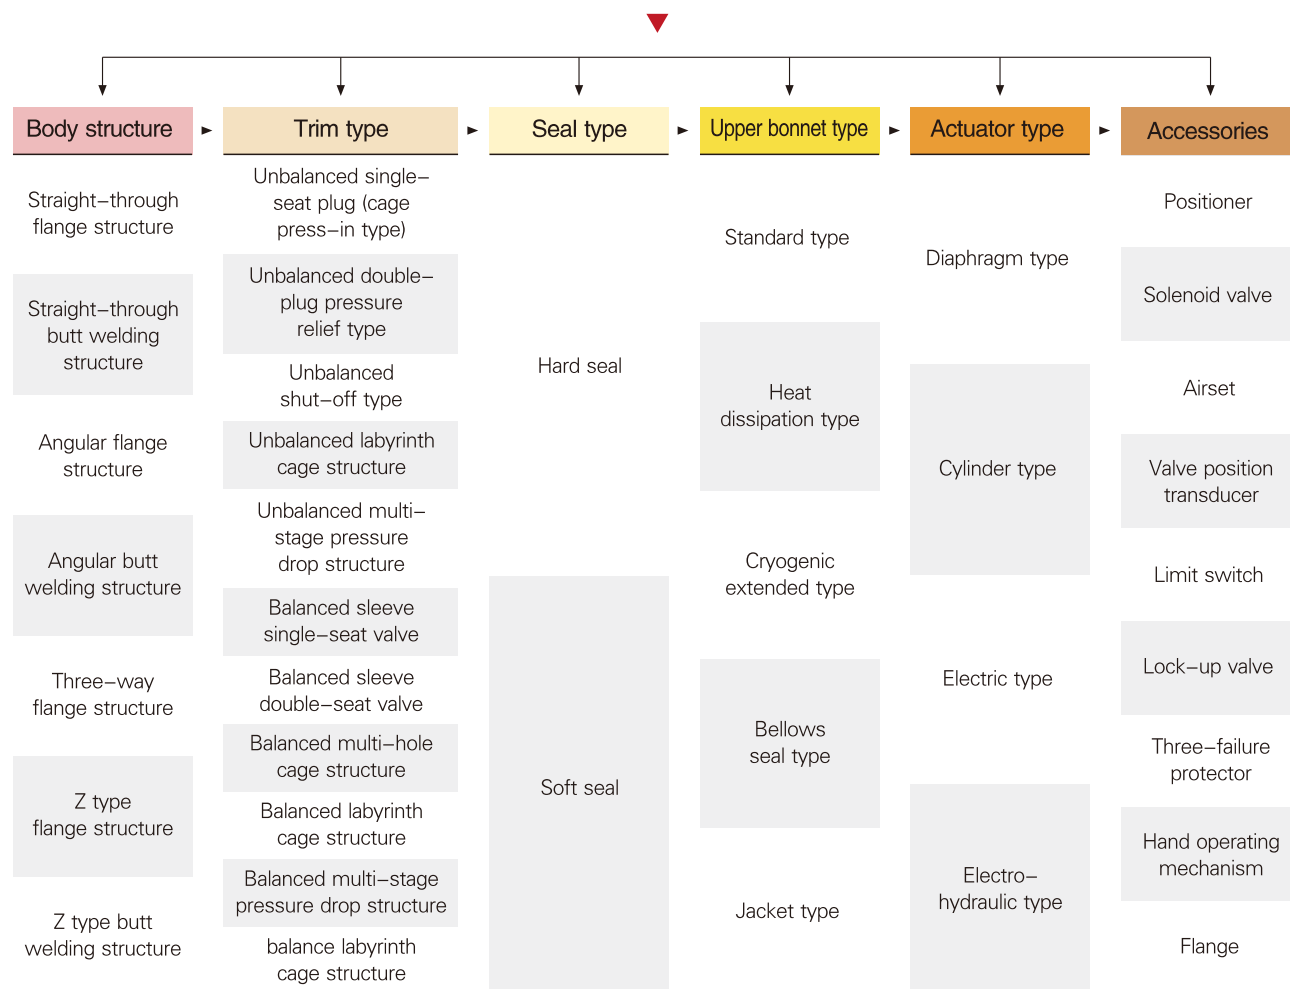 Body structure
Trim type
Seal type
Upper bonnet type
Actuator type
Accessories
Straight–through
flange structure
Straight–through
butt welding
structure
Angular flange
structure
Angular butt
welding structure
Three–way
flange structure
Z type
flange structure
Z type butt
welding structure
Unbalanced single–
seat plug (cage
press–in type)
Unbalanced double–
plug pressure
relief type
Unbalanced
shut–off type
Unbalanced labyrinth
cage structure
Unbalanced multi–
stage pressure
drop structure
Balanced sleeve
single–seat valve
Balanced sleeve
double–seat valve
Balanced multi–hole
cage structure
Balanced labyrinth
cage structure
Balanced multi–stage
pressure drop structure
balance labyrinth
cage structure
Hard seal
Soft seal
Standard type
Heat
dissipation type
Cryogenic
extended type
Bellows
seal type
Jacket type
Diaphragm type
Cylinder type
Electric type
Electro–
hydraulic type
Positioner
Solenoid valve
Airset
Valve position
transducer
Limit switch
Lock–up valve
Three–failure
protector
Hand operating
mechanism
Flange